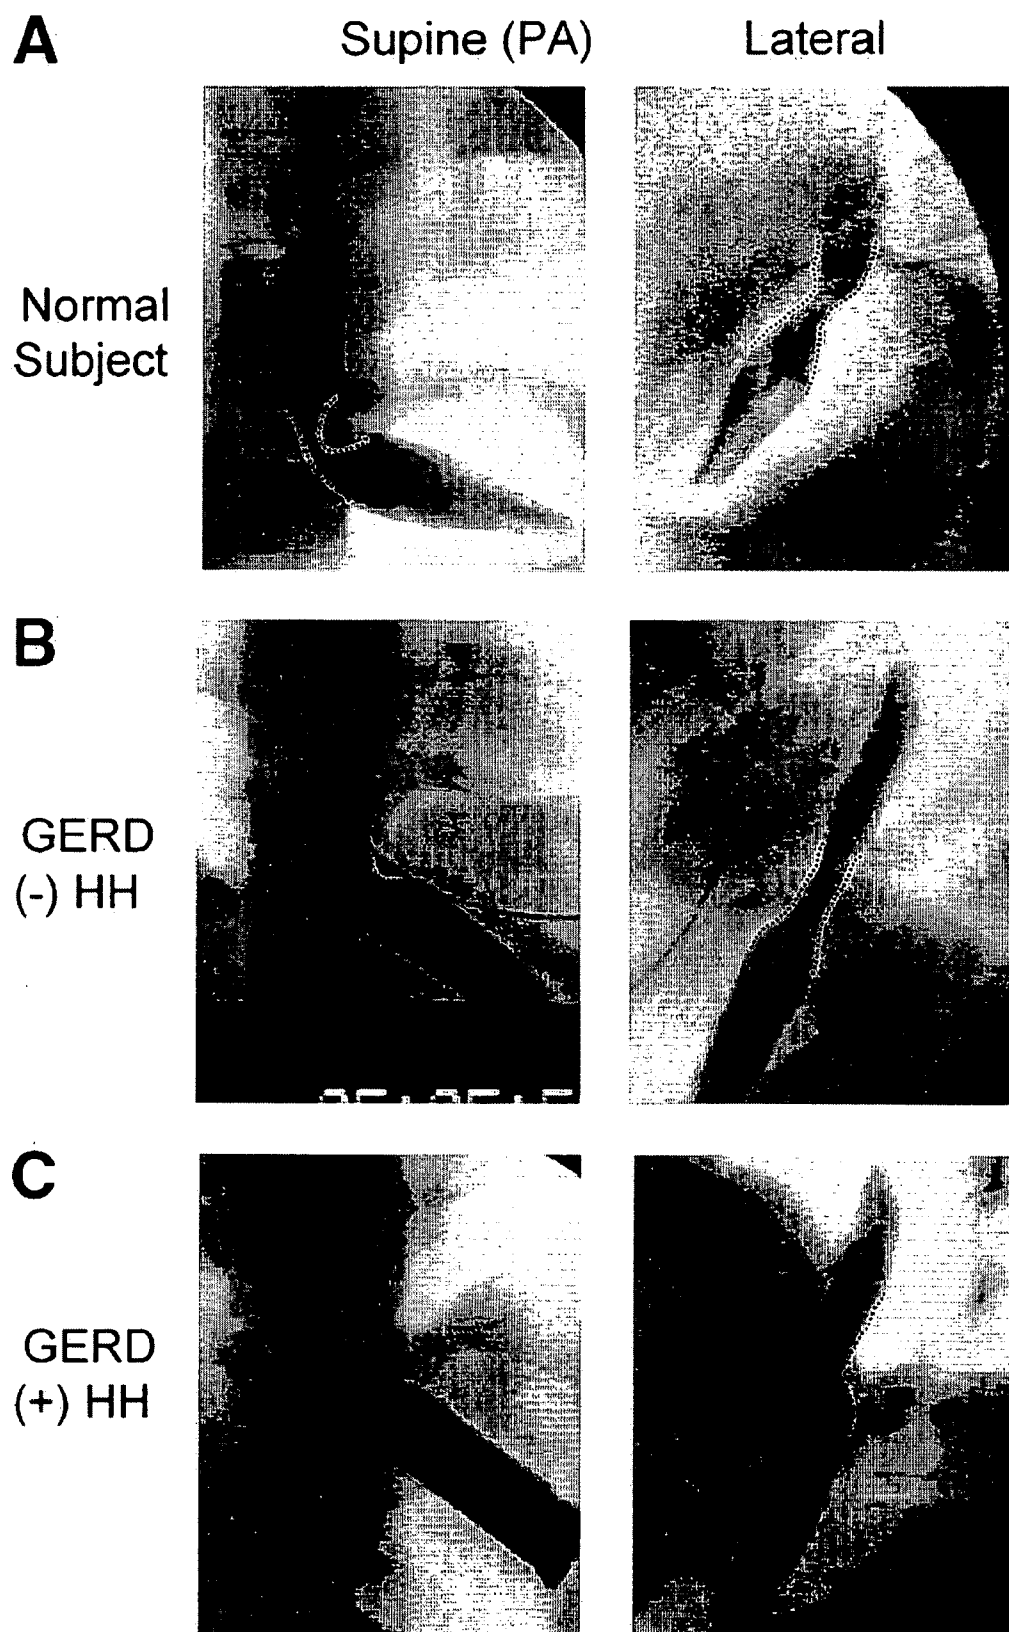 A
Supine (PA)
Lateral
Normal
Subject
B
GERD
(-) HH
C
GERD
(+) HH